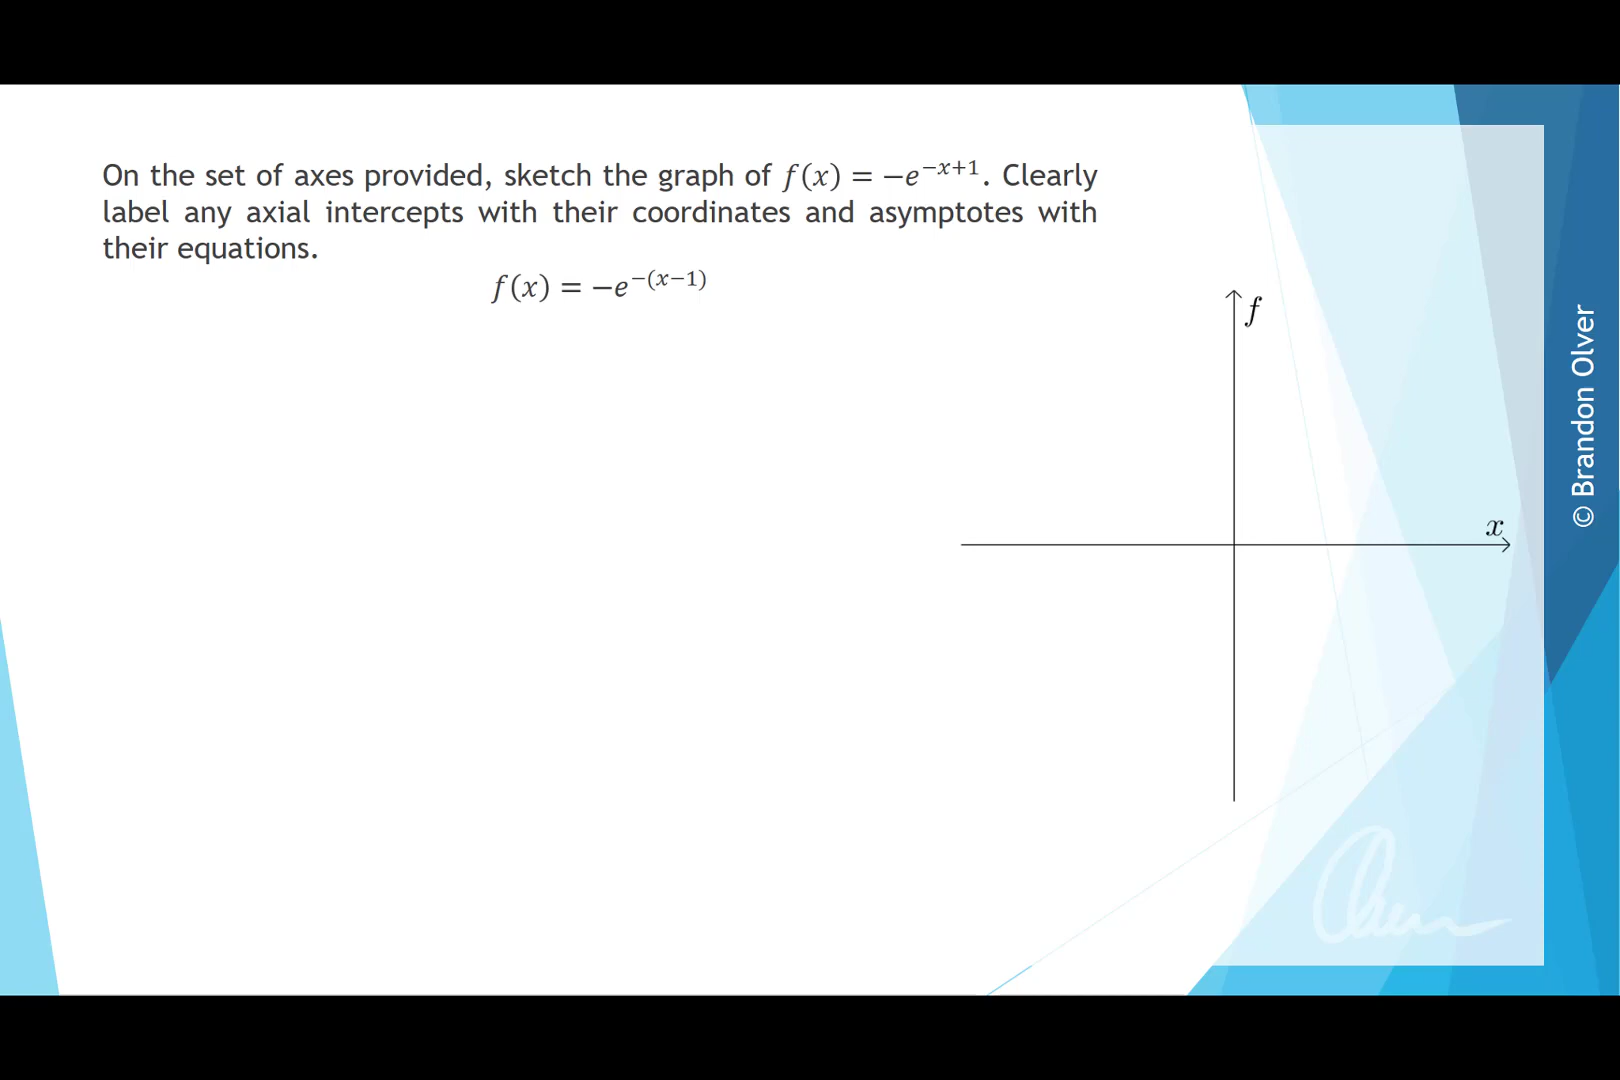 On the set of axes provided, sketch the graph of f(x) = −e^{−x+1}. Clearly
label any axial intercepts with their coordinates and asymptotes with
their equations.
f(x) = −e^{−(x−1)}
f
x
© Brandon Olver